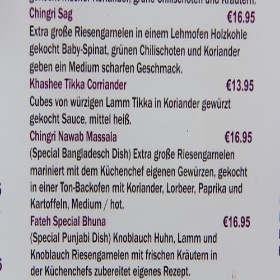 Chingri Sag €16.95
Extra große Riesengarnelen in einem Lehmofen Holzkohle
gekocht Baby-Spinat, grünen Chilischoten und Koriander
geben ein Medium scharfen Geschmack.
Khashee Tikka Corriander €13.95
Cubes von würzigen Lamm Tikka in Koriander gewürzt
gekocht Sauce, mittel heiß.
Chingri Nawab Massala €16.95
(Special Bangladesch Dish) Extra große Riesengarnelen
mariniert mit dem Küchenchef eigenen Gewürzen, gekocht
in einer Ton-Backofen mit Koriander, Lorbeer, Paprika und
Kartoffeln, Medium / hot.
Fateh Special Bhuna €16.95
(Special Punjabi Dish) Knoblauch Huhn, Lamm und
Knoblauch Riesengarnelen mit frischen Kräutern in
der Küchenchefs zubereitet eigenes Rezept.